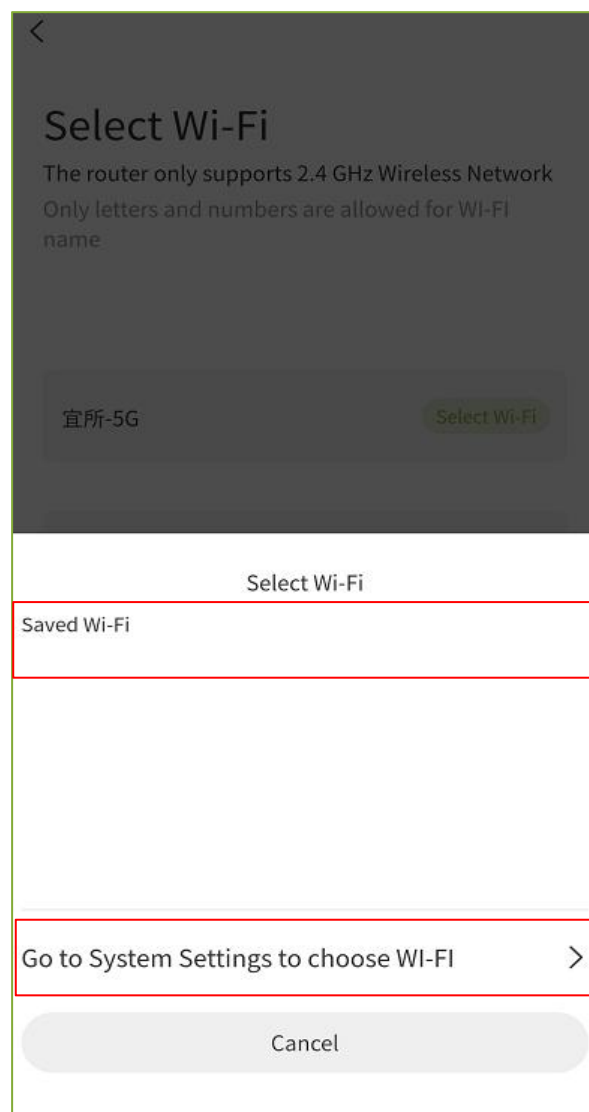 Select Wi-Fi
The router only supports 2.4 GHz Wireless Network
Only letters and numbers are allowed for WI-FI
name
宜所-5G
Select Wi-Fi
Select Wi-Fi
Saved Wi-Fi
Go to System Settings to choose WI-FI
Cancel